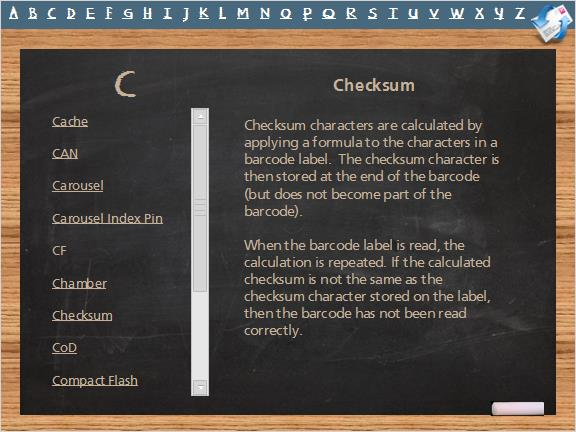 A B C D E F G H I J K L M N O P Q R S T U V W X Y Z
C
Cache
CAN
Carousel
Carousel Index Pin
CF
Chamber
Checksum
CoD
Compact Flash
Checksum
Checksum characters are calculated by
applying a formula to the characters in a
barcode label. The checksum character is
then stored at the end of the barcode
(but does not become part of the
barcode).
When the barcode label is read, the
calculation is repeated. If the calculated
checksum is not the same as the
checksum character stored on the label,
then the barcode has not been read
correctly.